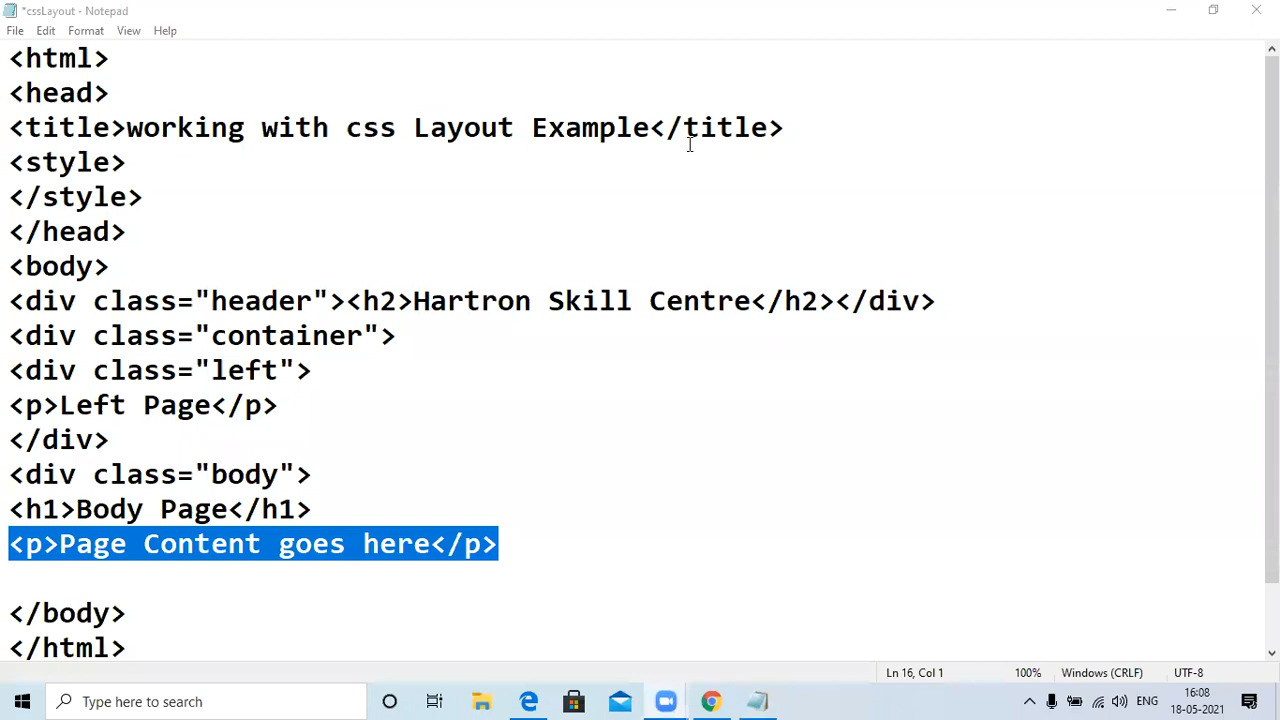 *cssLayout - Notepad
File Edit Format View Help
<html>
<head>
<title>working with css Layout Example</title>
<style>
</style>
</head>
<body>
<div class="header"><h2>Hartron Skill Centre</h2></div>
<div class="container">
<div class="left">
<p>Left Page</p>
</div>
<div class="body">
<h1>Body Page</h1>
<p>Page Content goes here</p>
</body>
</html>
Ln 16, Col 1 100% Windows (CRLF) UTF-8
Type here to search
ENG
16:08
18-05-2021